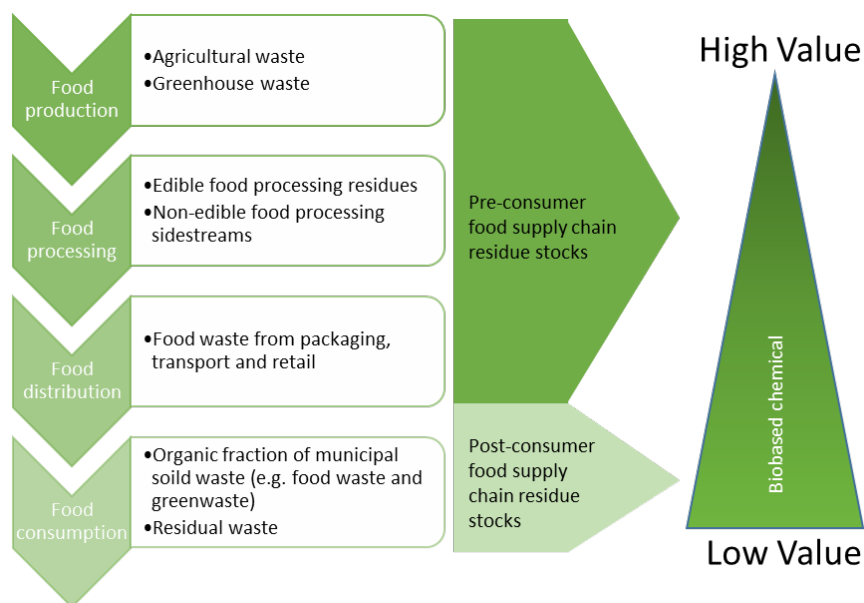 Food
production
•Agricultural waste
•Greenhouse waste
Food
processing
•Edible food processing residues
•Non-edible food processing
sidestreams
Food
distribution
•Food waste from packaging,
transport and retail
Food
consumption
•Organic fraction of municipal
soild waste (e.g. food waste and
greenwaste)
•Residual waste
Pre-consumer
food supply chain
residue stocks
Post-consumer
food supply
chain residue
stocks
High Value
Biobased chemical
Low Value